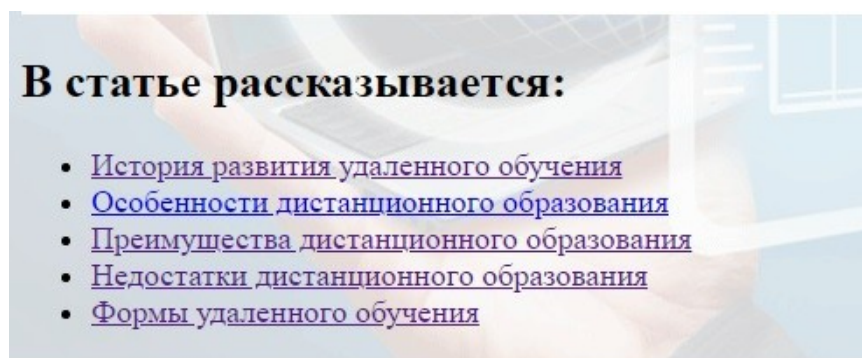 В статье рассказывается:
История развития удаленного обучения
Особенности дистанционного образования
Преимущества дистанционного образования
Недостатки дистанционного образования
Формы удаленного обучения